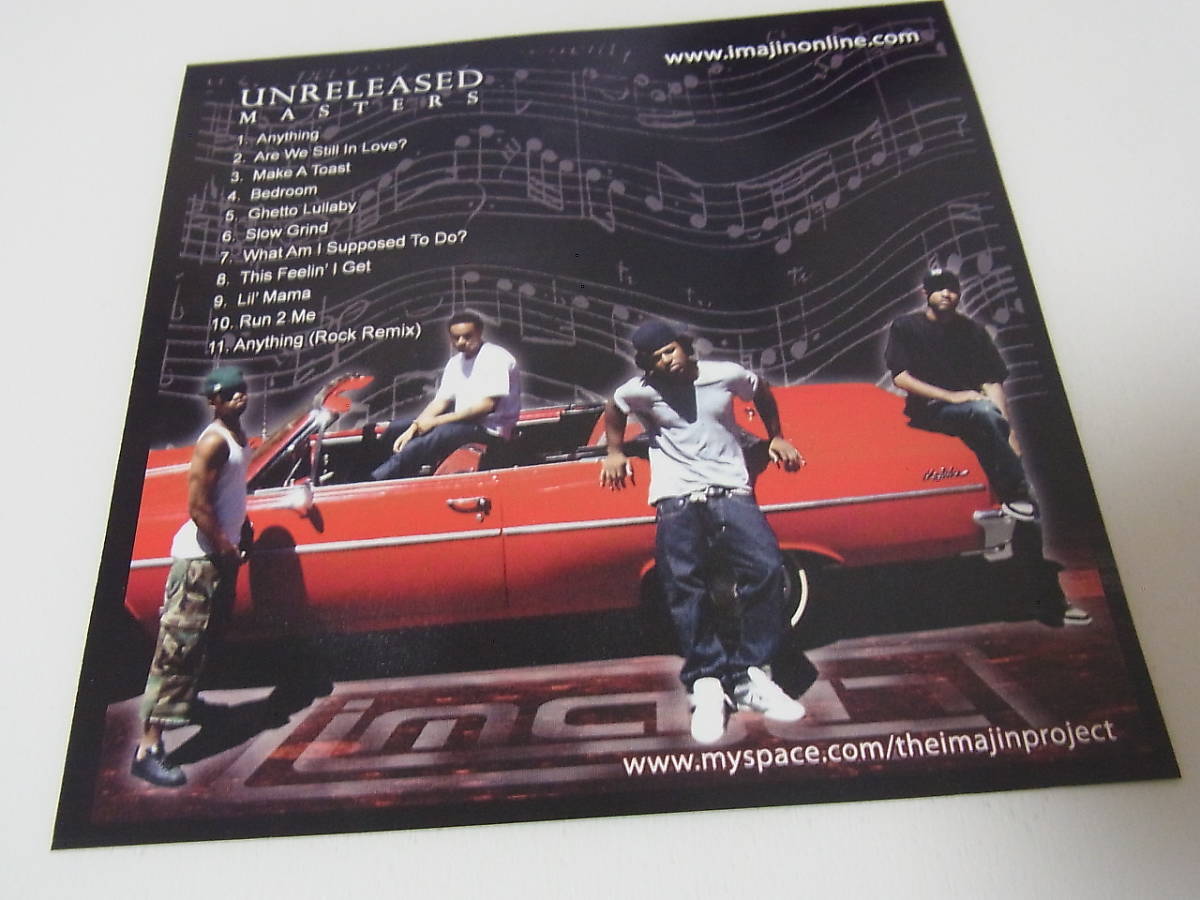 www.imajinonline.com
UNRELEASED
MASTERS
1. Anything
2. Are We Still In Love?
3. Make A Toast
4. Bedroom
5. Ghetto Lullaby
6. Slow Grind
7. What Am I Supposed To Do?
8. This Feelin' I Get
9. Lil' Mama
10. Run 2 Me
11. Anything (Rock Remix)
www.myspace.com/theimajinproject